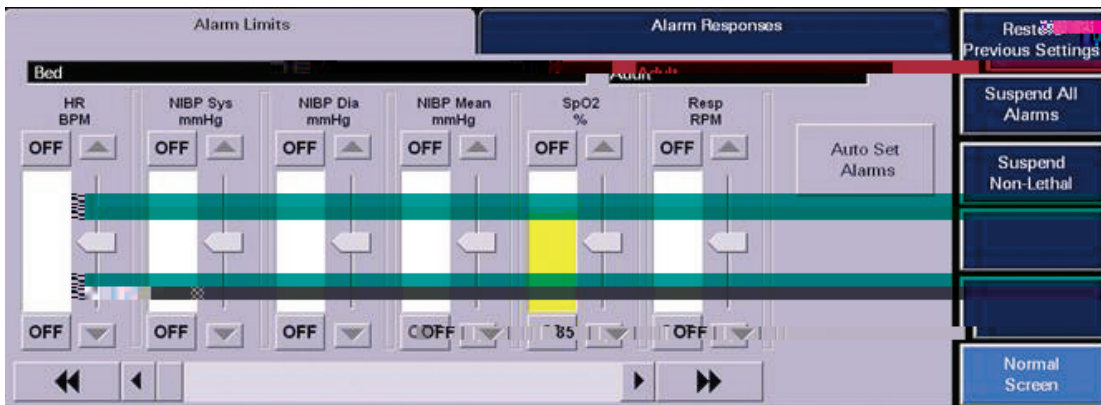 Alarm Limits
Alarm Responses
Bed
Adult
HR
BPM
NIBP Sys
mmHg
NIBP Dia
mmHg
NIBP Mean
mmHg
SpO2
%
Resp
RPM
OFF
OFF
OFF
OFF
OFF
OFF
Auto Set
Alarms
OFF
OFF
OFF
OFF
85
OFF
Previous Settings
Suspend All
Alarms
Suspend
Non-Lethal
Normal
Screen